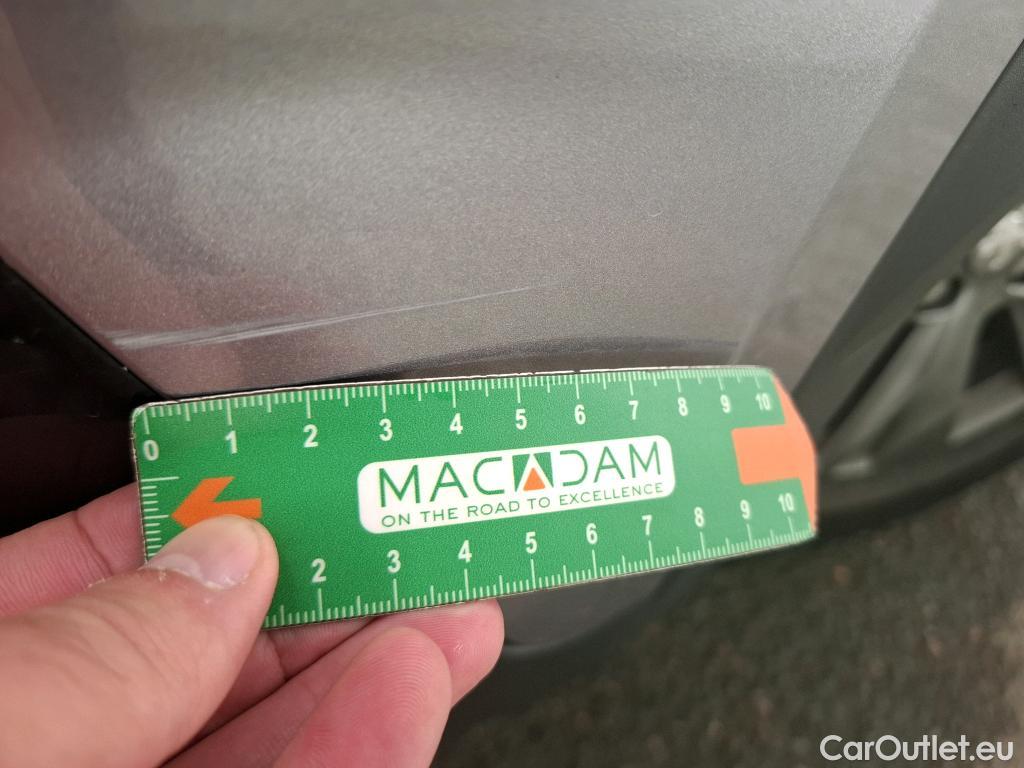 0 1 2 3 4 5 6 7 8 9 10
MACADAM
ON THE ROAD TO EXCELLENCE
2 3 4 5 6 7 8 9 10
CarOutlet.eu